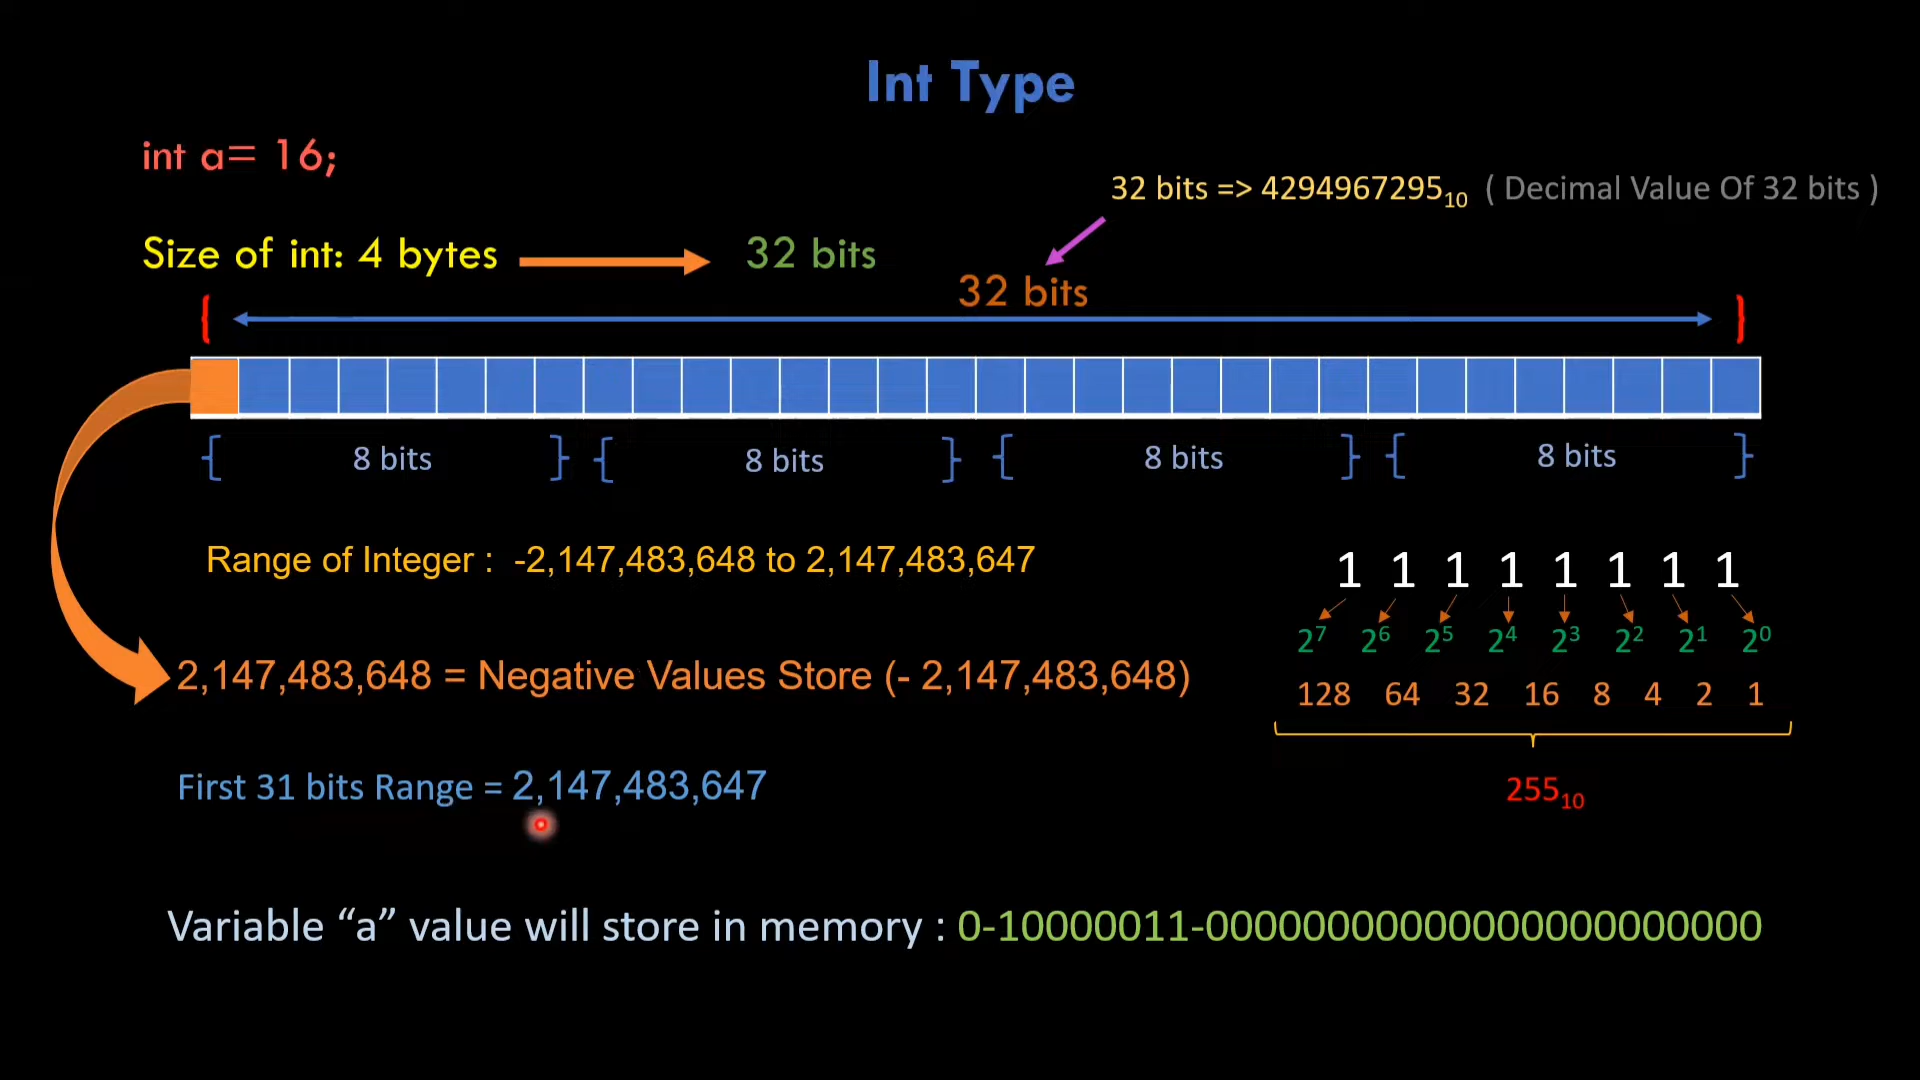 Int Type
int a= 16;
32 bits => 4294967295₁₀ ( Decimal Value Of 32 bits )
Size of int: 4 bytes 32 bits
32 bits
{ }
{ 8 bits } { 8 bits } { 8 bits } { 8 bits }
Range of Integer : -2,147,483,648 to 2,147,483,647
1 1 1 1 1 1 1 1
2⁷ 2⁶ 2⁵ 2⁴ 2³ 2² 2¹ 2⁰
2,147,483,648 = Negative Values Store (- 2,147,483,648)
128 64 32 16 8 4 2 1
First 31 bits Range = 2,147,483,647
255₁₀
Variable “a” value will store in memory : 0-10000011-00000000000000000000000